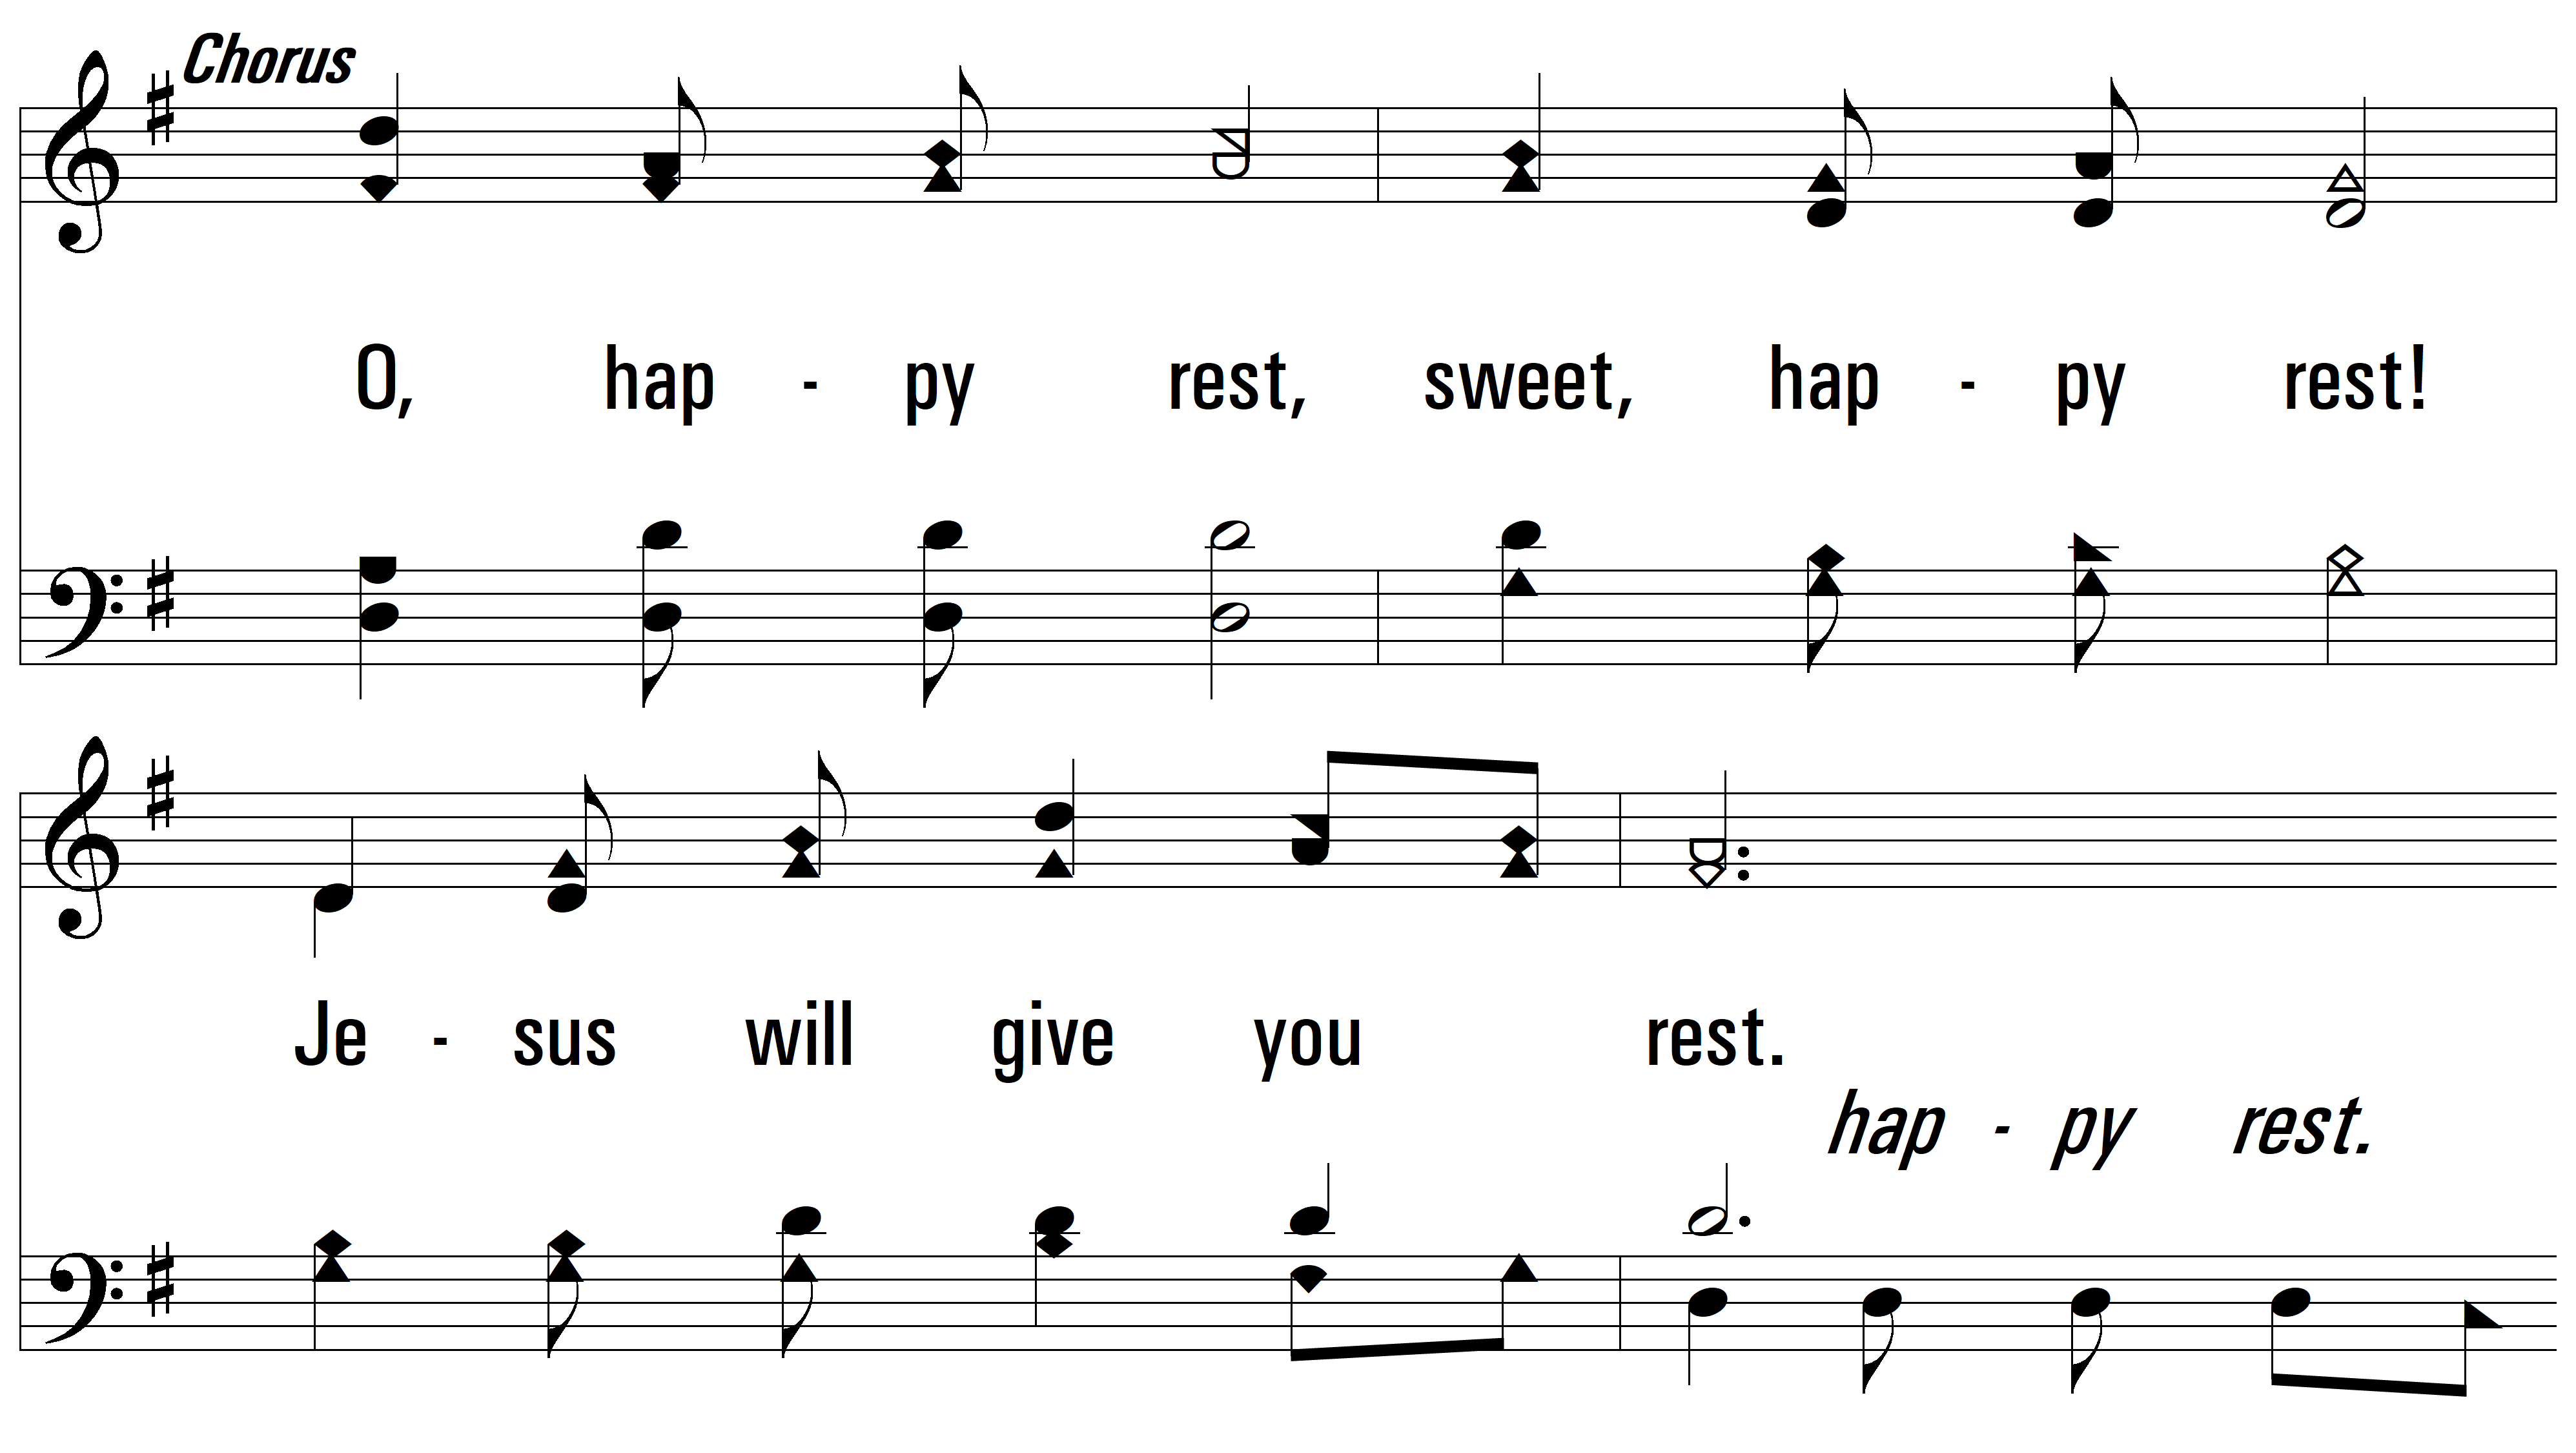 Chorus
O, hap - py rest, sweet, hap - py rest!
Je - sus will give you rest.
hap - py rest.